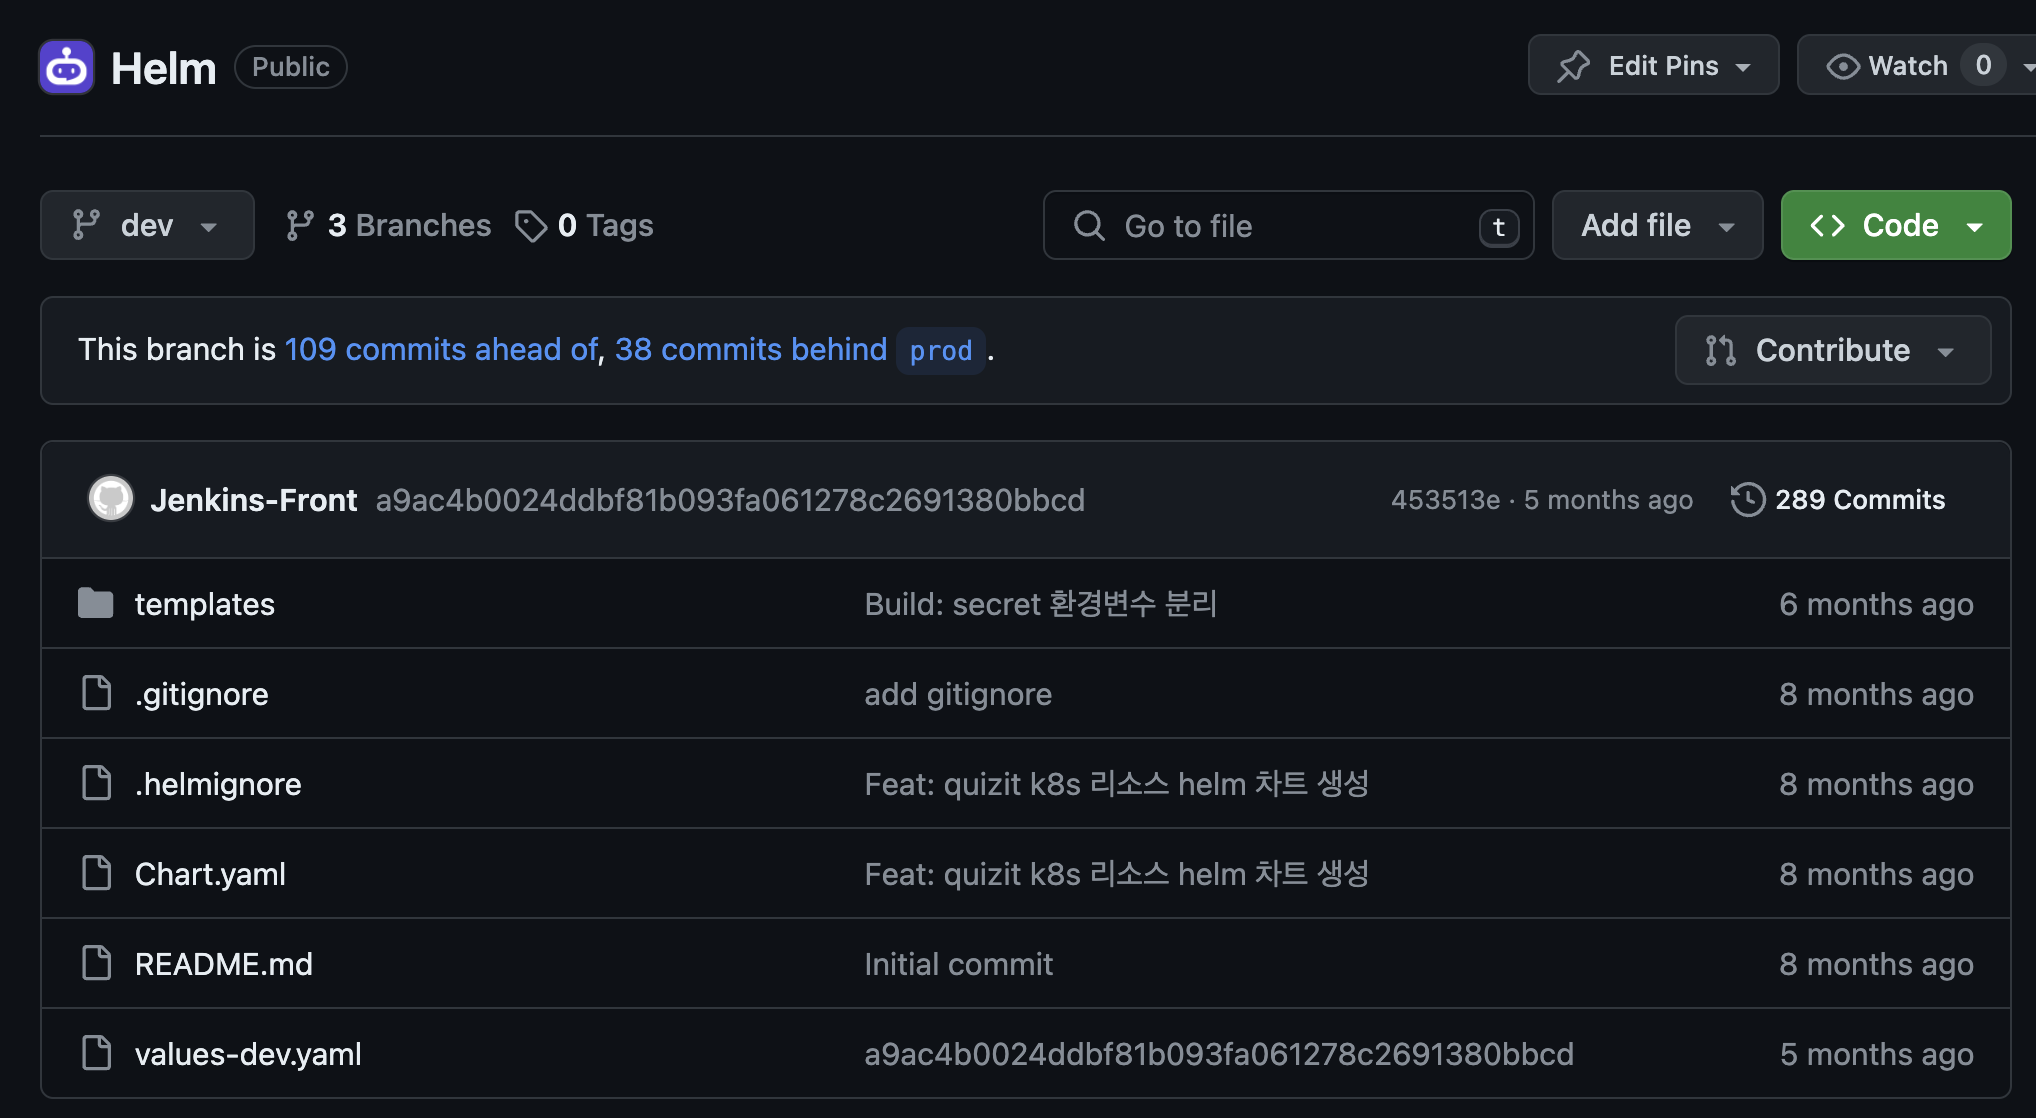 Helm Public Edit Pins Watch 0
dev 3 Branches 0 Tags Go to file t Add file Code
This branch is 109 commits ahead of, 38 commits behind prod . Contribute
Jenkins-Front a9ac4b0024ddbf81b093fa061278c2691380bbcd 453513e · 5 months ago 289 Commits
templates Build: secret 환경변수 분리 6 months ago
.gitignore add gitignore 8 months ago
.helmignore Feat: quizit k8s 리소스 helm 차트 생성 8 months ago
Chart.yaml Feat: quizit k8s 리소스 helm 차트 생성 8 months ago
README.md Initial commit 8 months ago
values-dev.yaml a9ac4b0024ddbf81b093fa061278c2691380bbcd 5 months ago